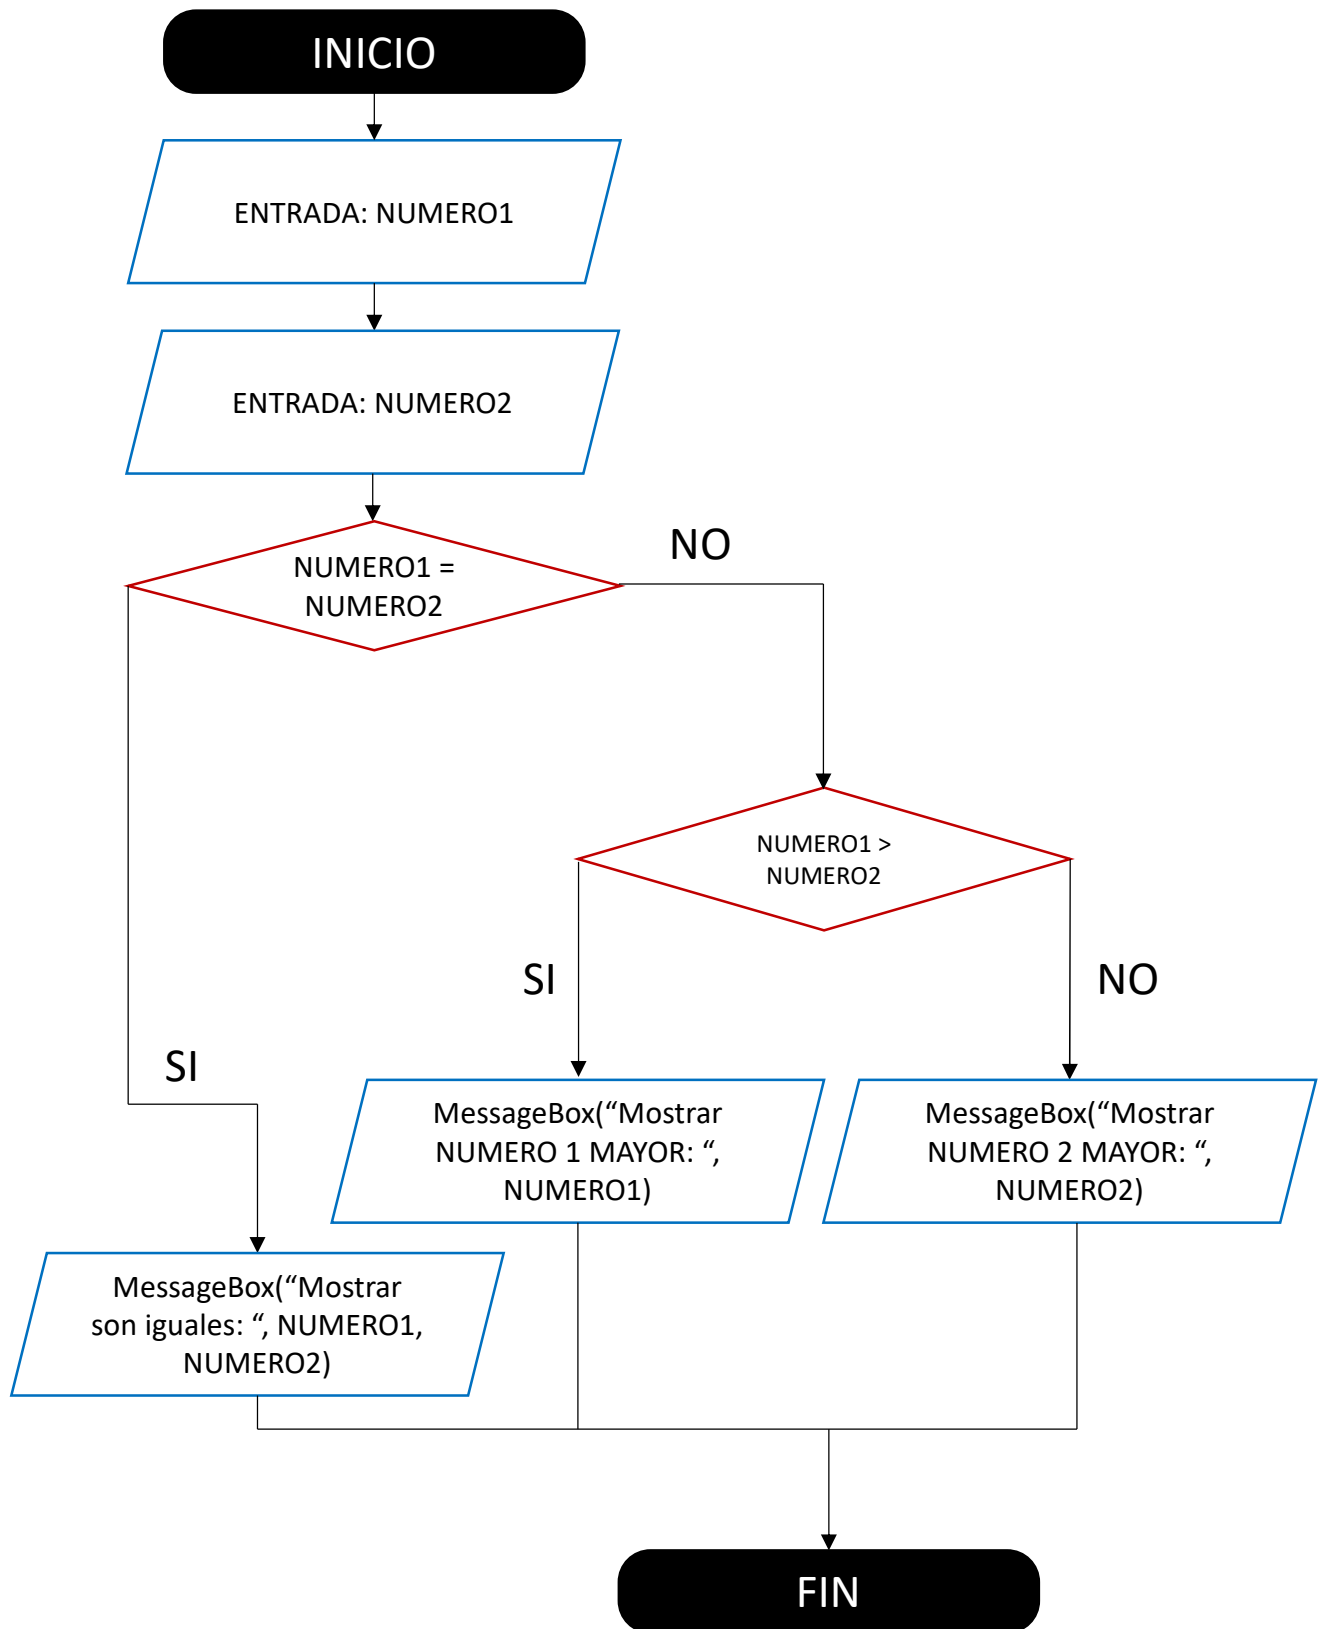 INICIO
ENTRADA: NUMERO1
ENTRADA: NUMERO2
NUMERO1 =
NUMERO2
NO
NUMERO1 >
NUMERO2
SI
NO
SI
MessageBox(“Mostrar
NUMERO 1 MAYOR: “,
NUMERO1)
MessageBox(“Mostrar
NUMERO 2 MAYOR: “,
NUMERO2)
MessageBox(“Mostrar
son iguales: “, NUMERO1,
NUMERO2)
FIN